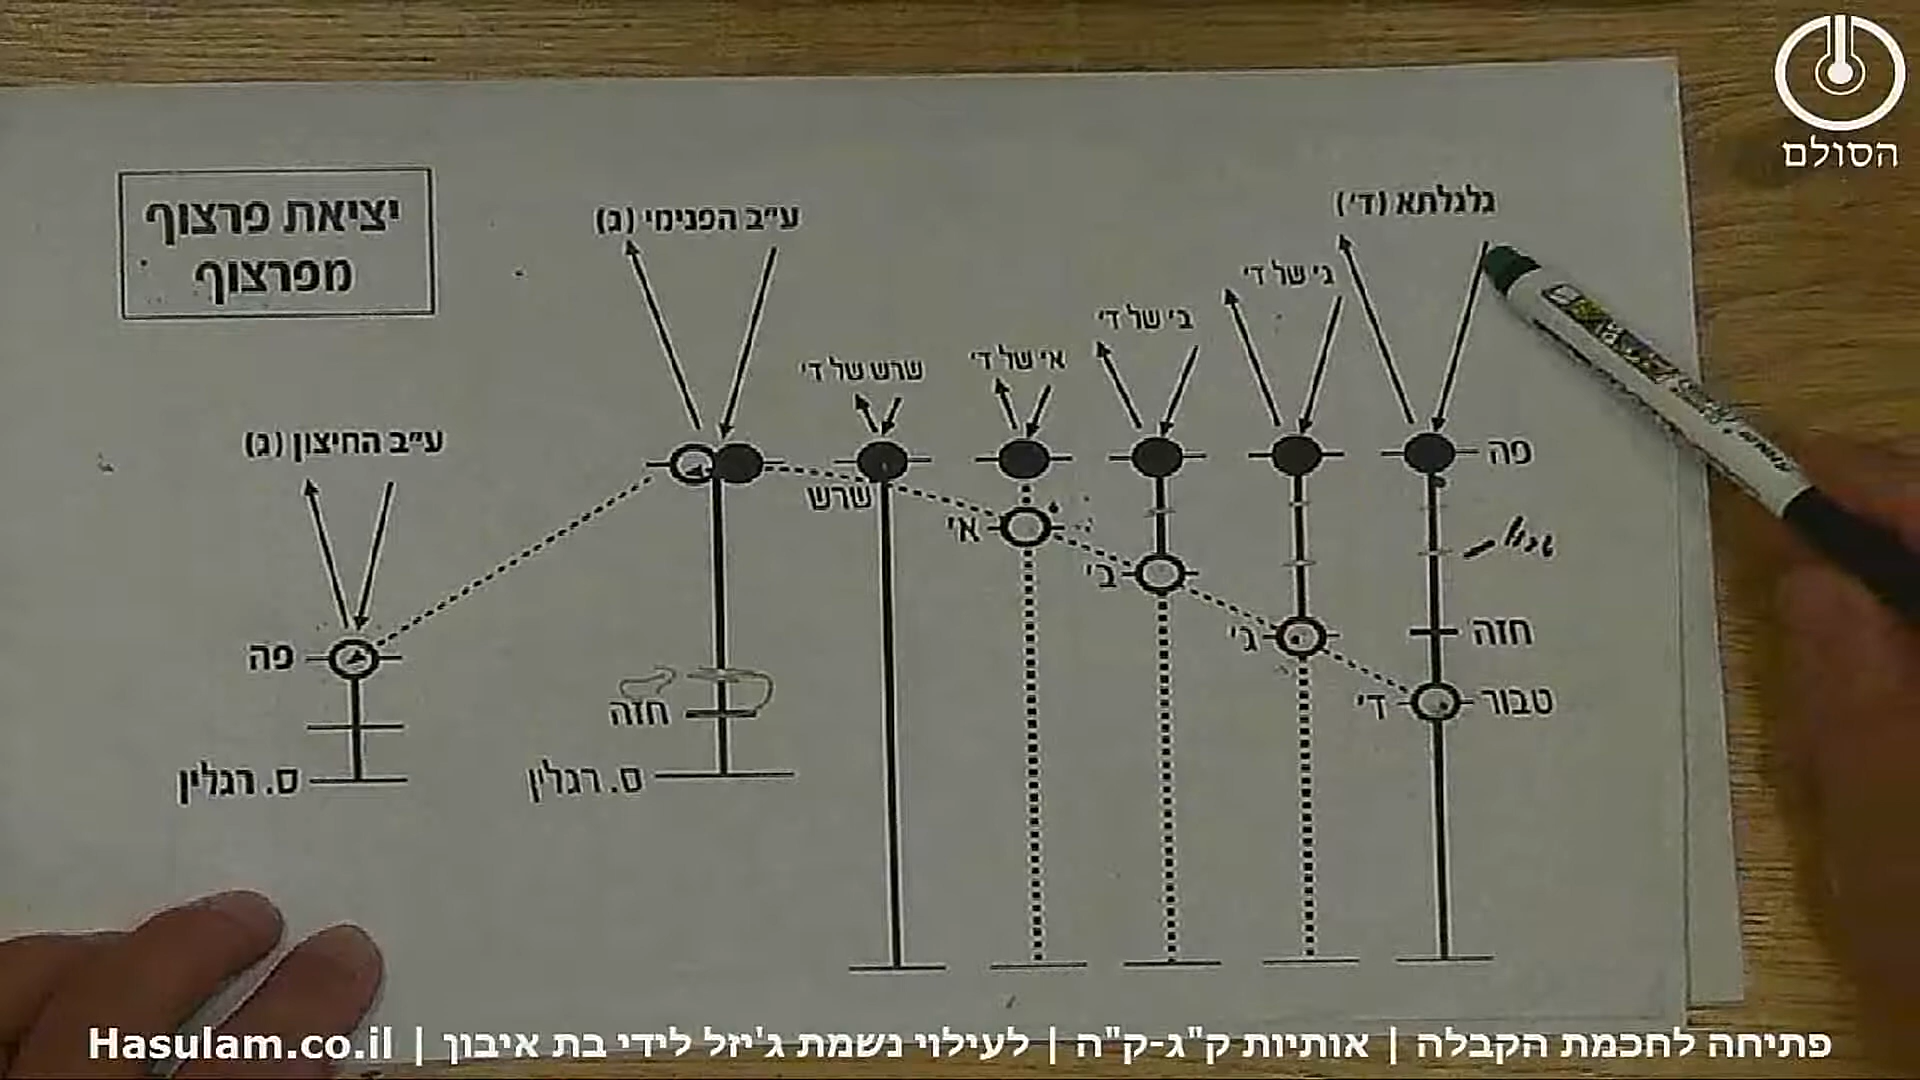 הסולם
יציאת פרצוף
מפרצוף
גלגלתא (ד')
ג' של ד'
ב' של ד'
א' של ד'
שרש של ד'
ע"ב הפנימי (ג)
ע"ב החיצון (ג)
פה
שרש
א'
ב'
ג'
ד'
חזה
טבור
חזה
ס. רגלין
פה
ס. רגלין
פתיחה לחכמת הקבלה | אותיות ק"ג-ק"ה | לעילוי נשמת ג'יזל לידי בת איבון | Hasulam.co.il